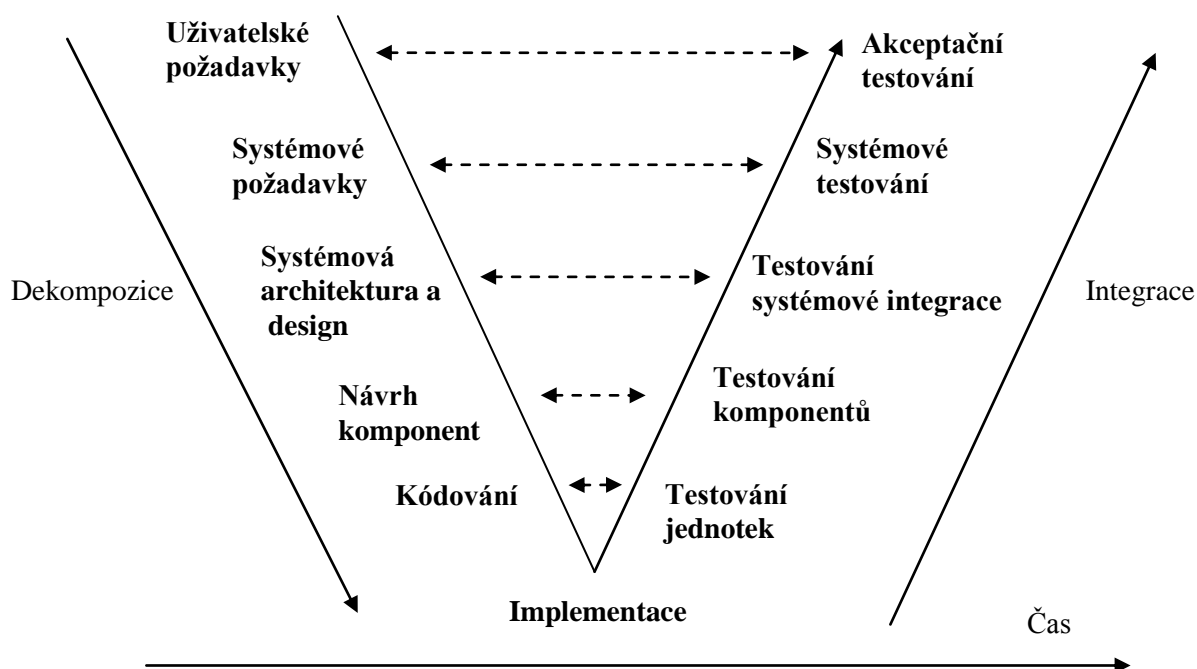 Uživatelské
požadavky
Akceptační
testování
Systémové
požadavky
Systémové
testování
Dekompozice
Systémová
architektura a
design
Testování
systémové integrace
Integrace
Návrh
komponent
Testování
komponentů
Kódování
Testování
jednotek
Implementace
Čas